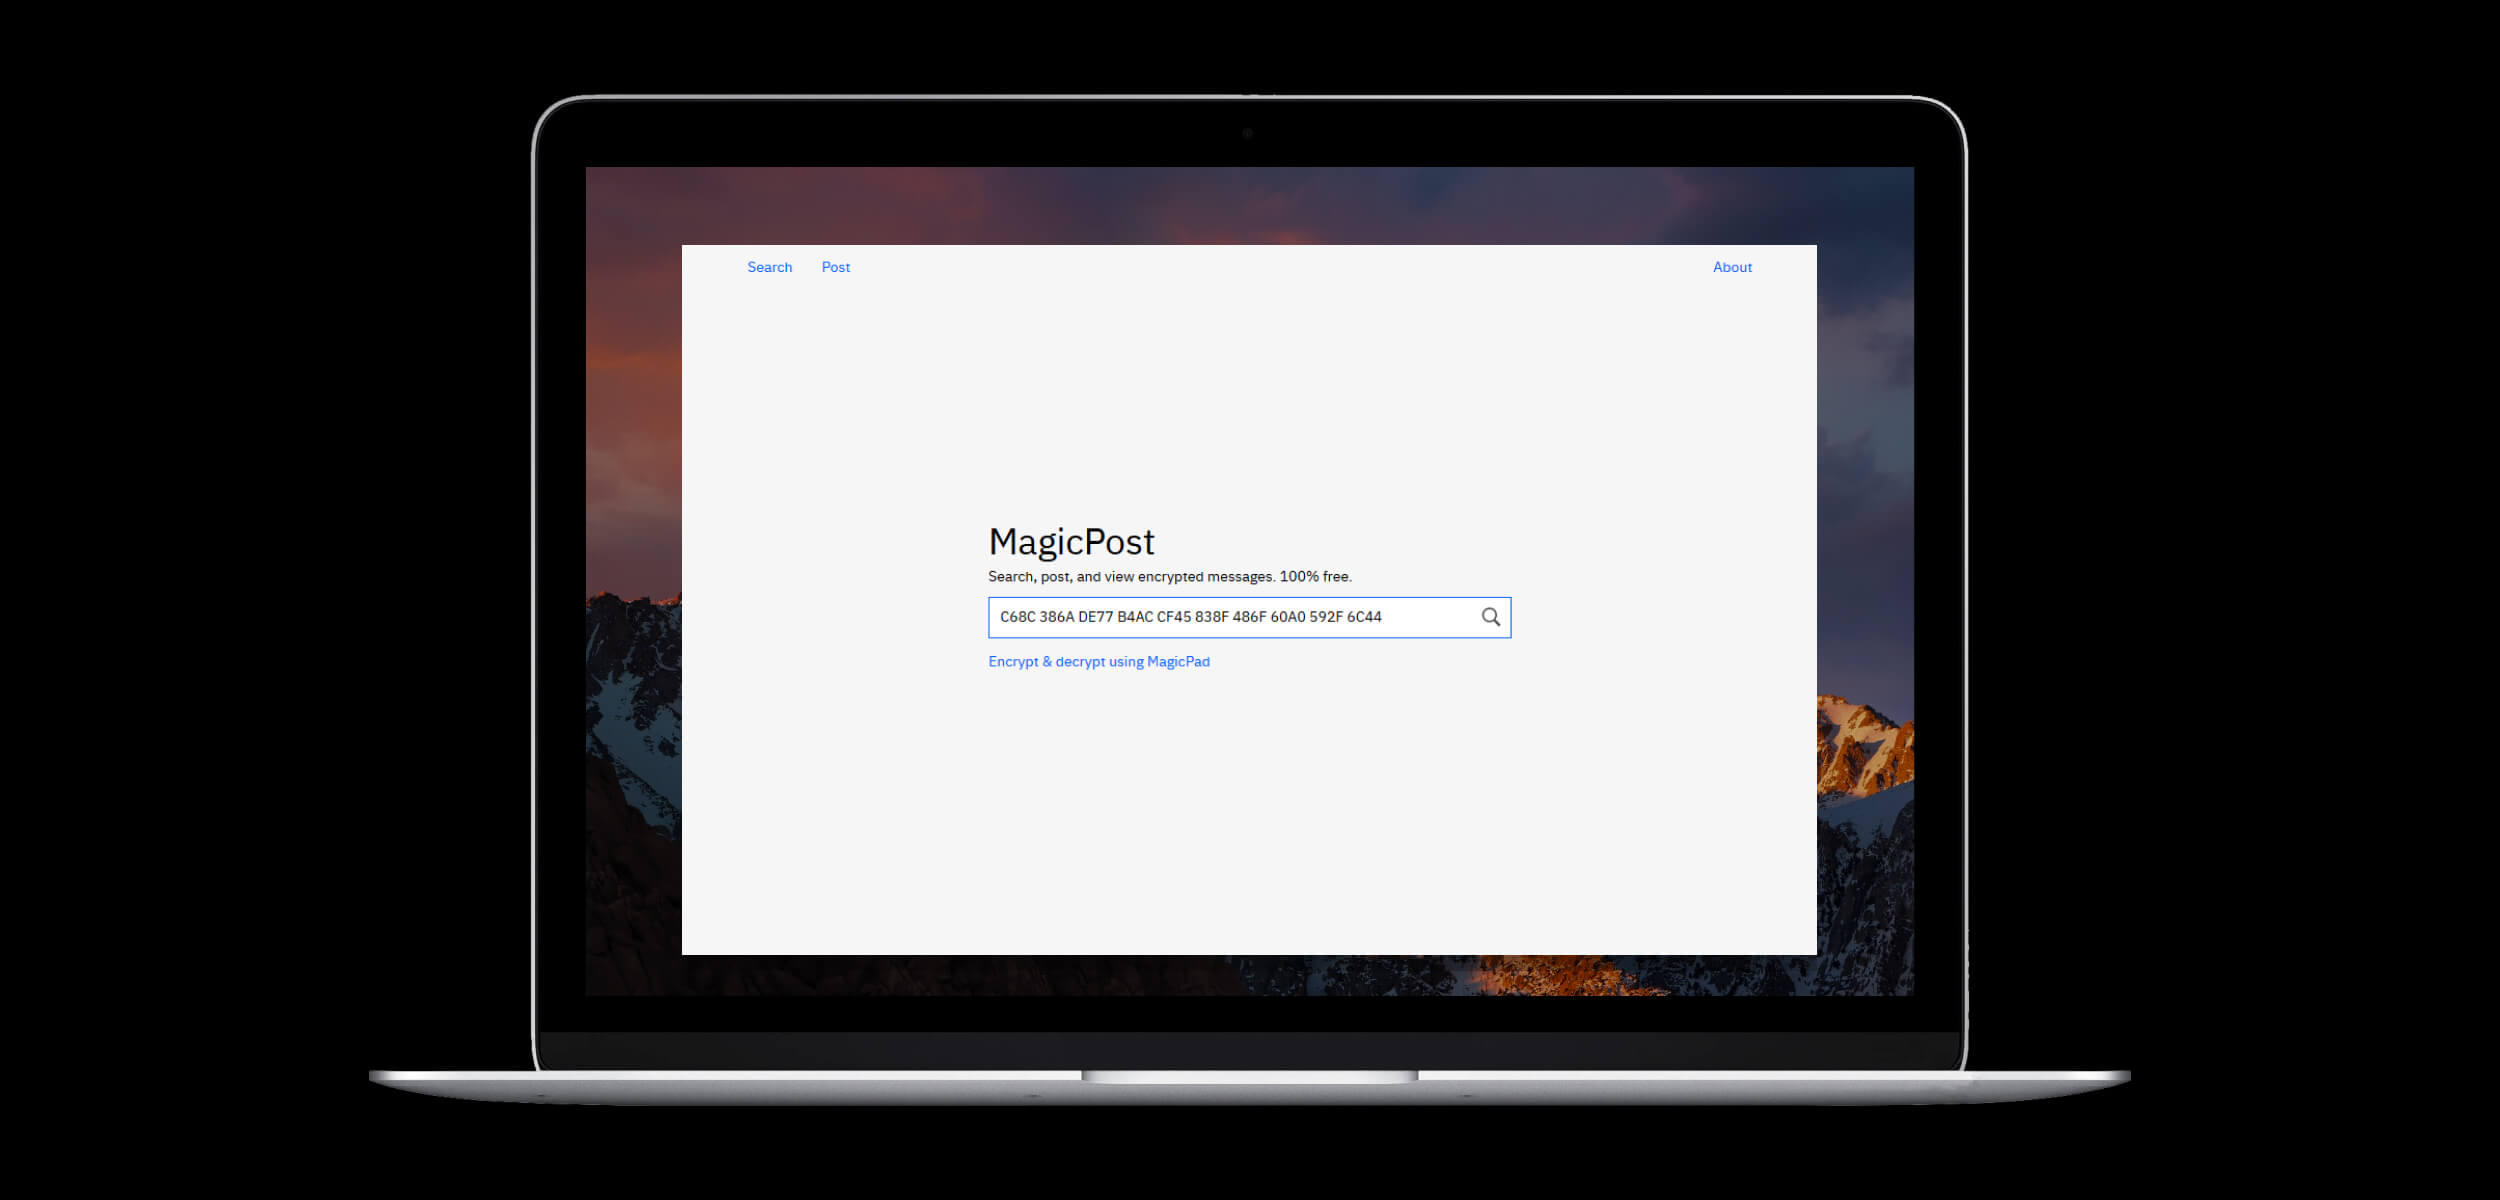 Search Post About
MagicPost
Search, post, and view encrypted messages. 100% free.
C68C 386A DE77 B4AC CF45 838F 486F 60A0 592F 6C44
Encrypt & decrypt using MagicPad